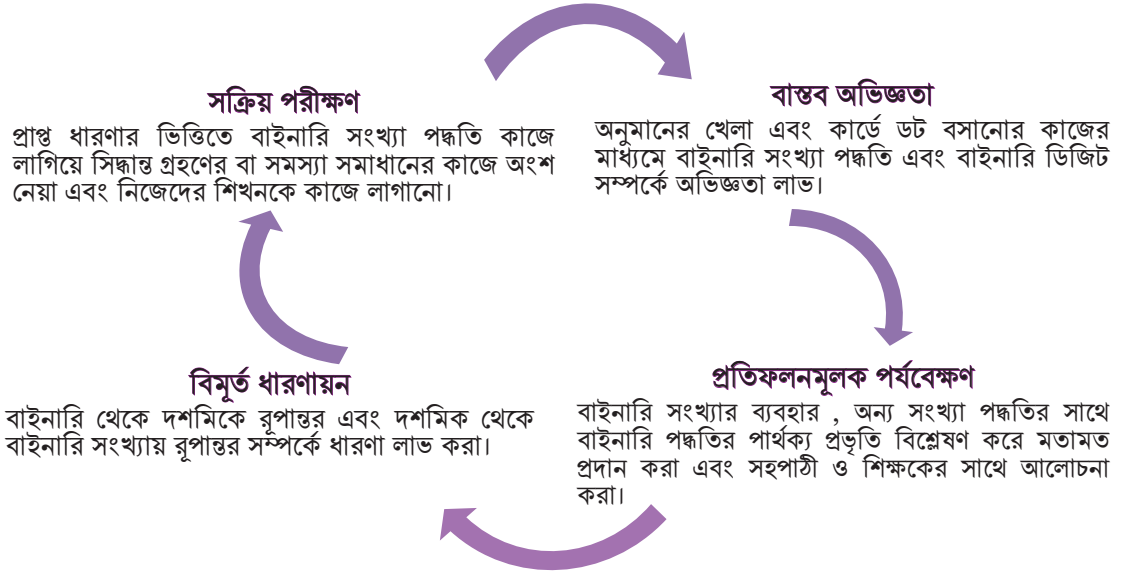 সক্রিয় পরীক্ষণ
প্রাপ্ত ধারণার ভিত্তিতে বাইনারি সংখ্যা পদ্ধতি কাজে
লাগিয়ে সিদ্ধান্ত গ্রহণের বা সমস্যা সমাধানের কাজে অংশ
নেয়া এবং নিজেদের শিখনকে কাজে লাগানো।
বাস্তব অভিজ্ঞতা
অনুমানের খেলা এবং কার্ডে ডট বসানোর কাজের
মাধ্যমে বাইনারি সংখ্যা পদ্ধতি এবং বাইনারি ডিজিট
সম্পর্কে অভিজ্ঞতা লাভ।
প্রতিফলনমূলক পর্যবেক্ষণ
বাইনারি সংখ্যার ব্যবহার , অন্য সংখ্যা পদ্ধতির সাথে
বাইনারি পদ্ধতির পার্থক্য প্রভৃতি বিশ্লেষণ করে মতামত
প্রদান করা এবং সহপাঠী ও শিক্ষকের সাথে আলোচনা
করা।
বিমূর্ত ধারণায়ন
বাইনারি থেকে দশমিকে রূপান্তর এবং দশমিক থেকে
বাইনারি সংখ্যায় রূপান্তর সম্পর্কে ধারণা লাভ করা।